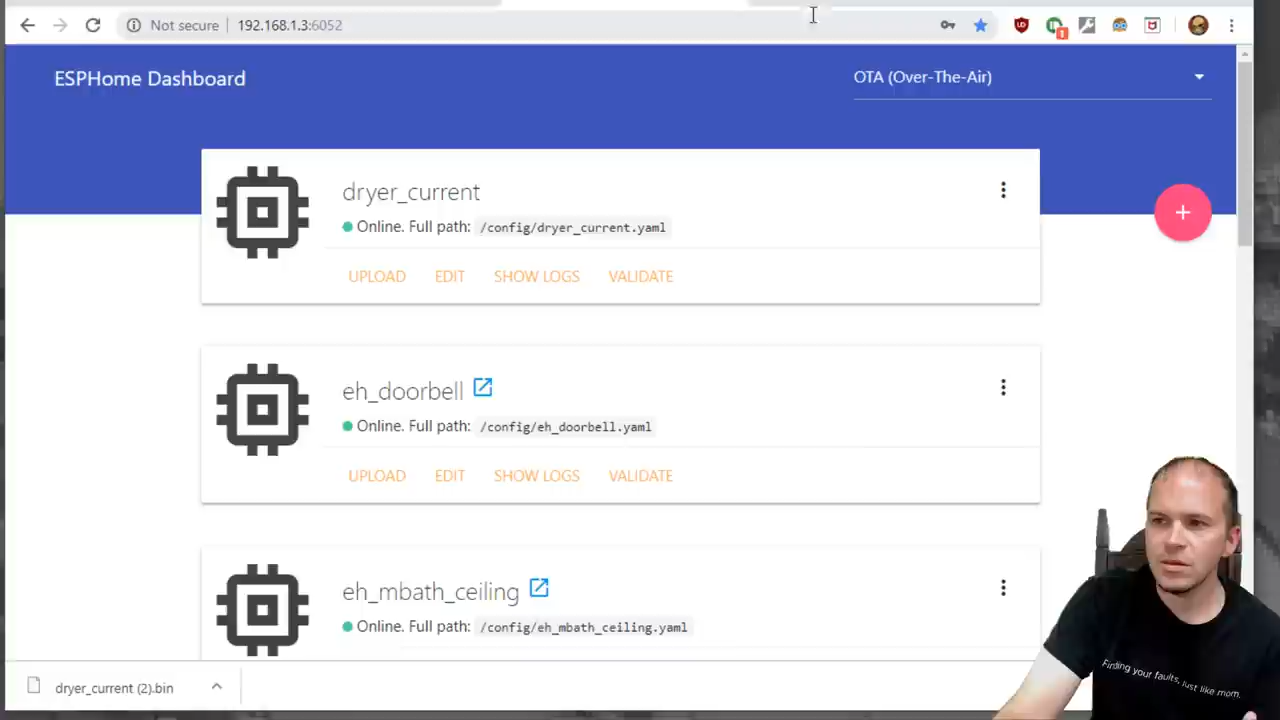 Not secure
192.168.1.3:6052
1
ESPHome Dashboard
OTA (Over-The-Air)
dryer_current
Online. Full path: /config/dryer_current.yaml
UPLOAD EDIT SHOW LOGS VALIDATE
+
eh_doorbell
Online. Full path: /config/eh_doorbell.yaml
UPLOAD EDIT SHOW LOGS VALIDATE
eh_mbath_ceiling
Online. Full path: /config/eh_mbath_ceiling.yaml
dryer_current (2).bin
Finding your faults, just like mom.